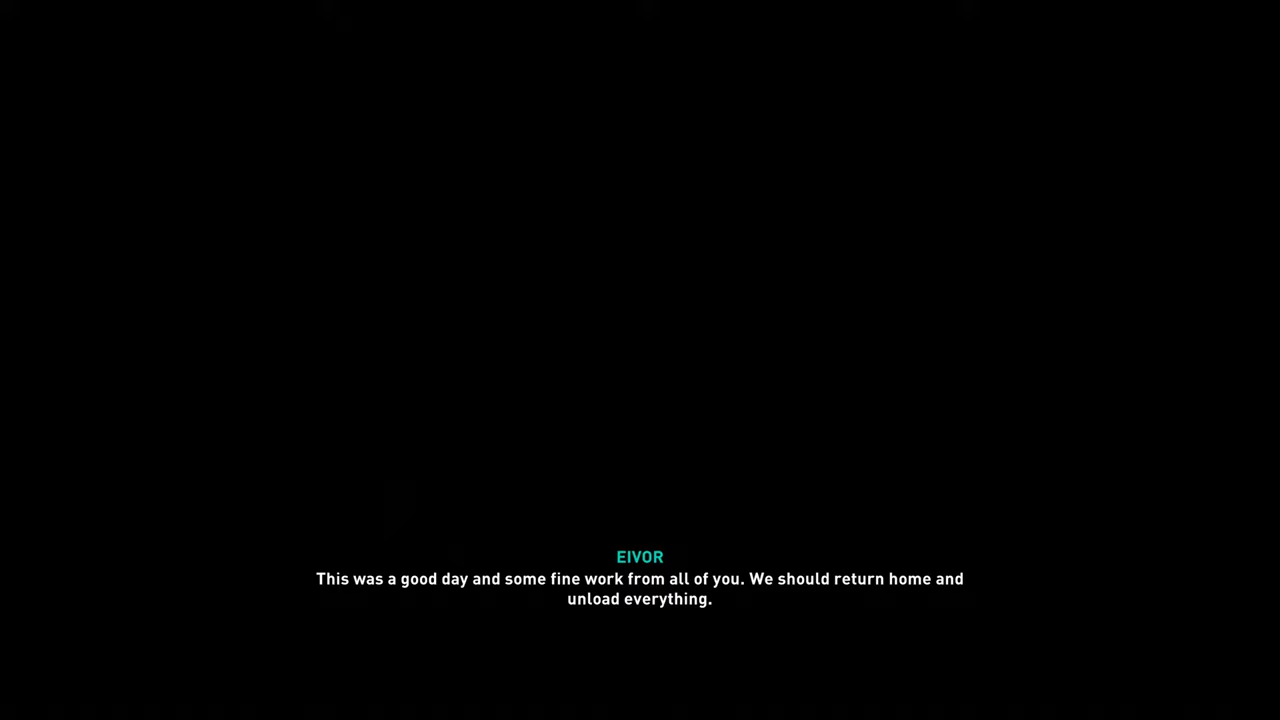 EIVOR
This was a good day and some fine work from all of you. We should return home and
unload everything.